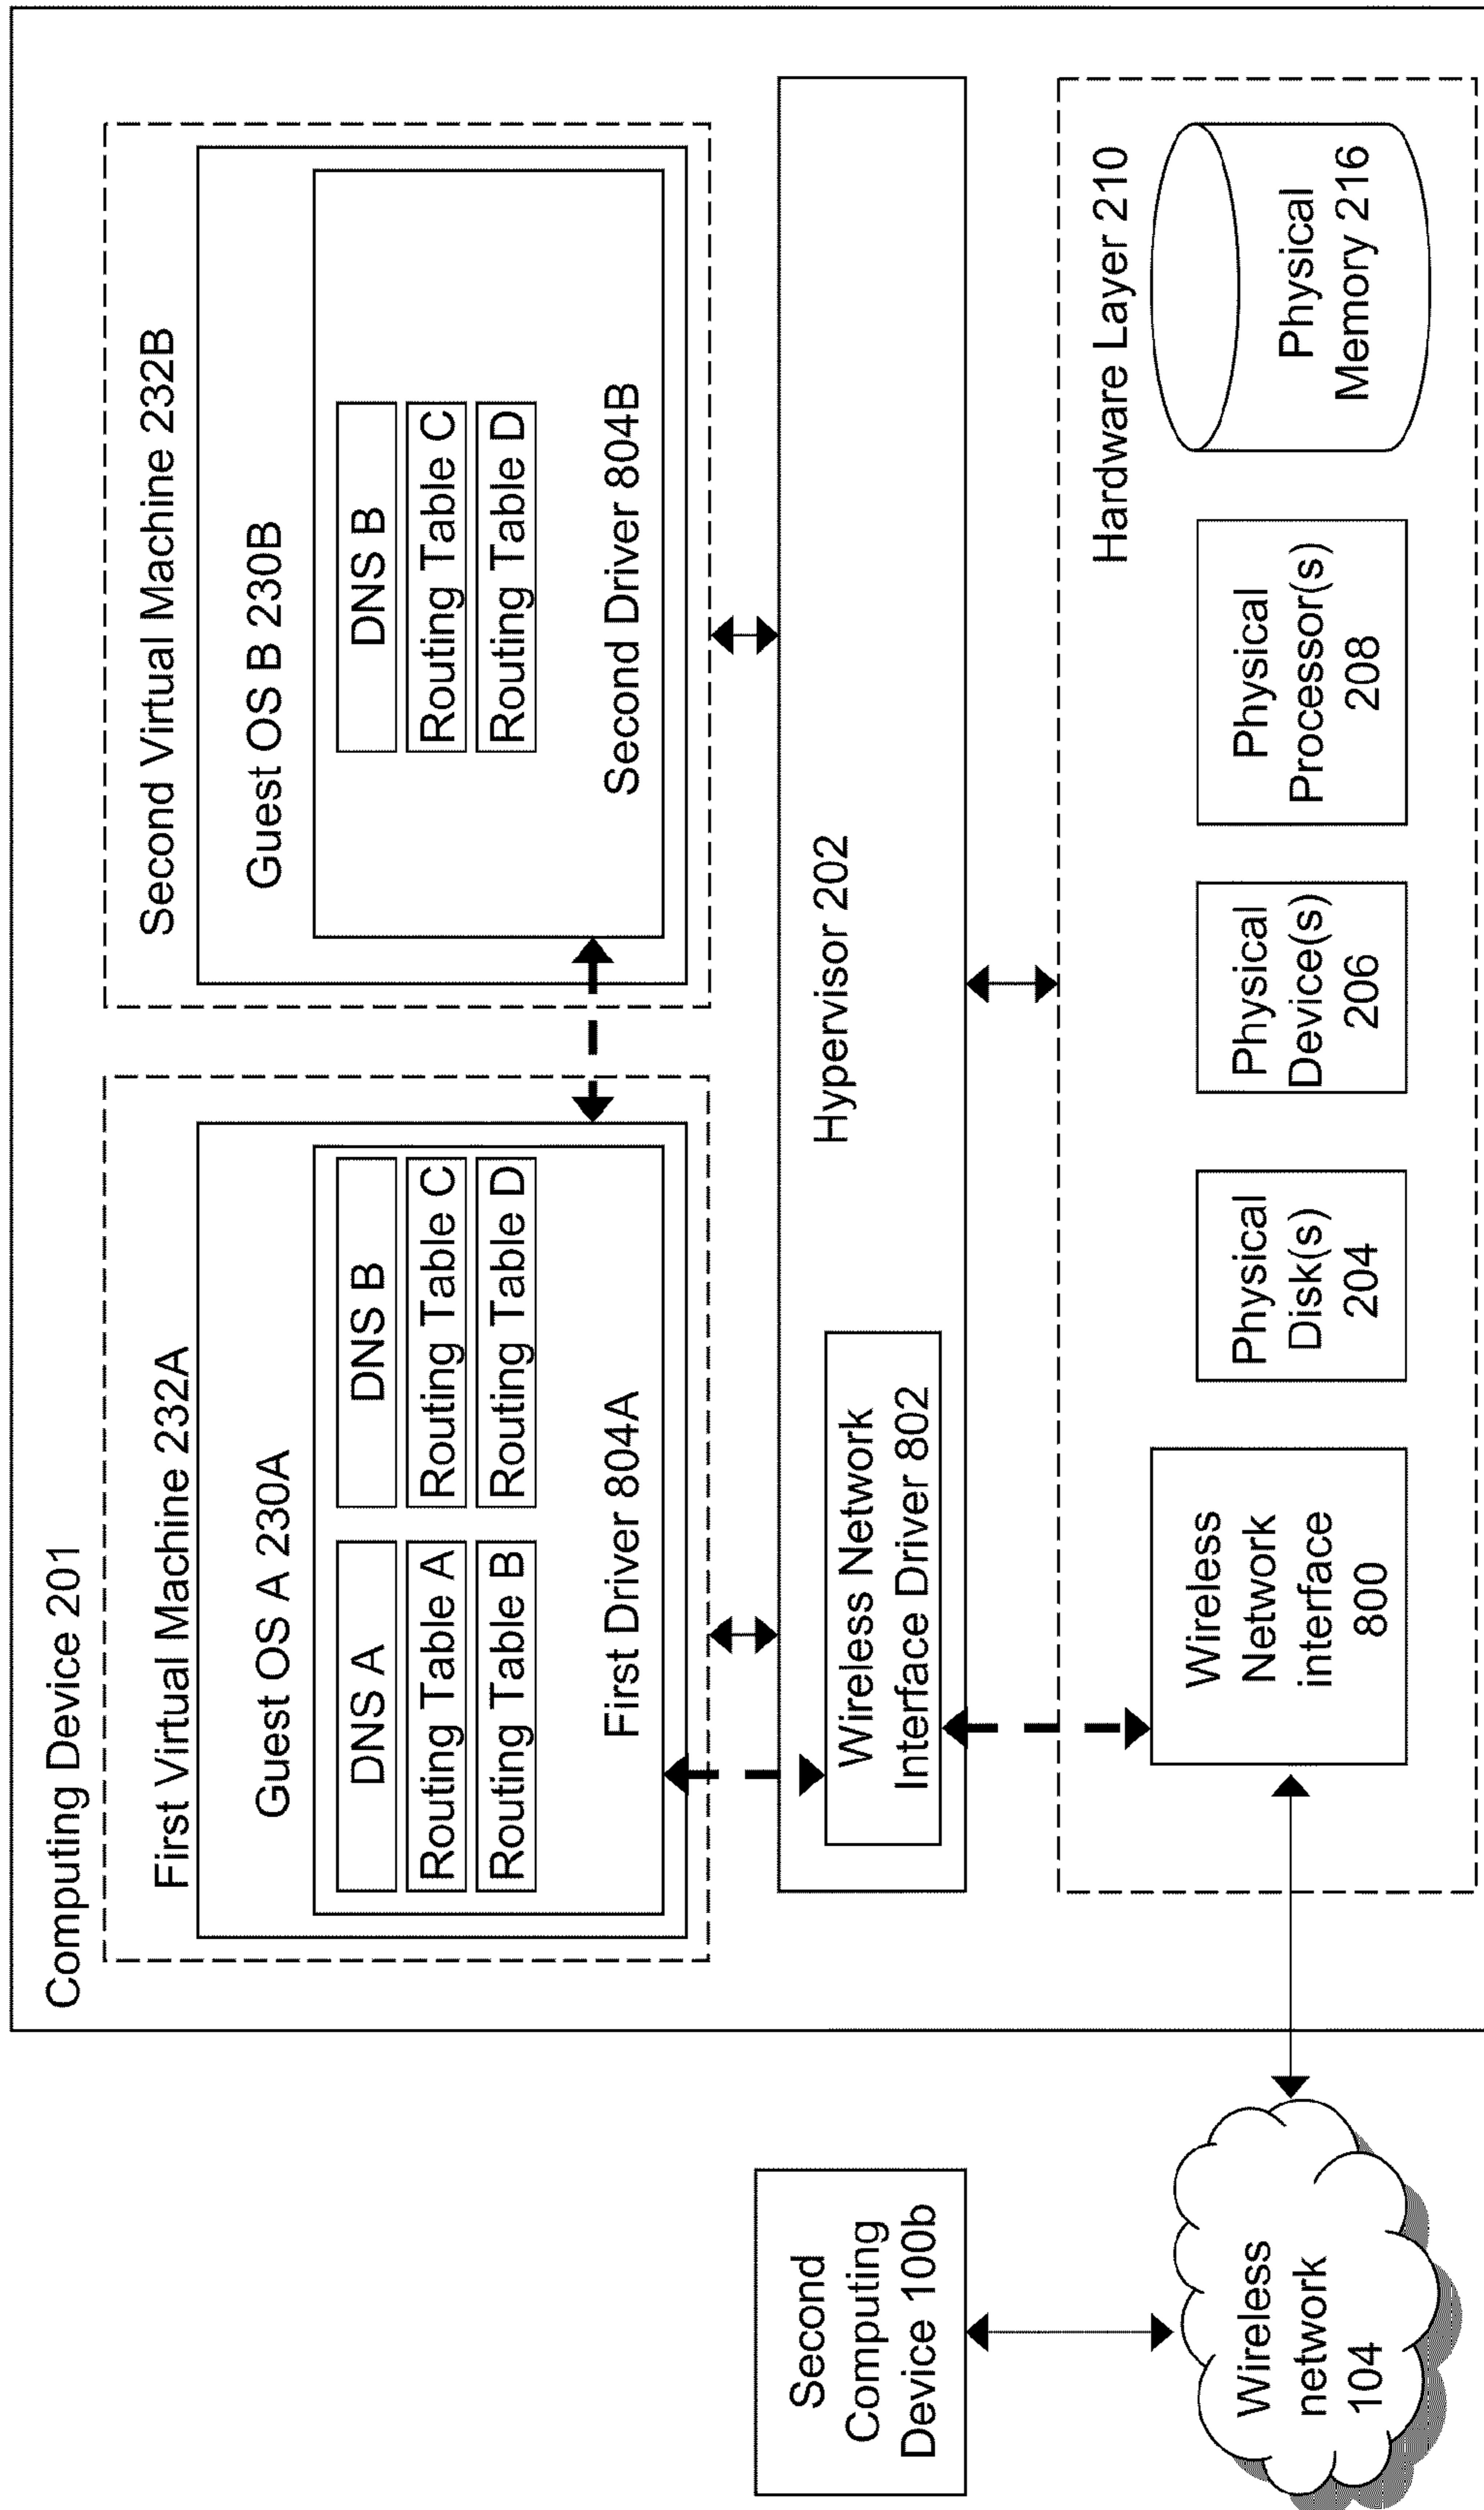 Computing Device 201
First Virtual Machine 232A
Guest OS A 230A
DNS A
Routing Table A
Routing Table B
DNS B
Routing Table C
Routing Table D
First Driver 804A
Second Virtual Machine 232B
Guest OS B 230B
DNS B
Routing Table C
Routing Table D
Second Driver 804B
Hypervisor 202
Wireless Network
Interface Driver 802
Second
Computing
Device 100b
Wireless
network
104
Hardware Layer 210
Wireless
Network
interface
800
Physical
Disk(s)
204
Physical
Device(s)
206
Physical
Processor(s)
208
Physical
Memory 216